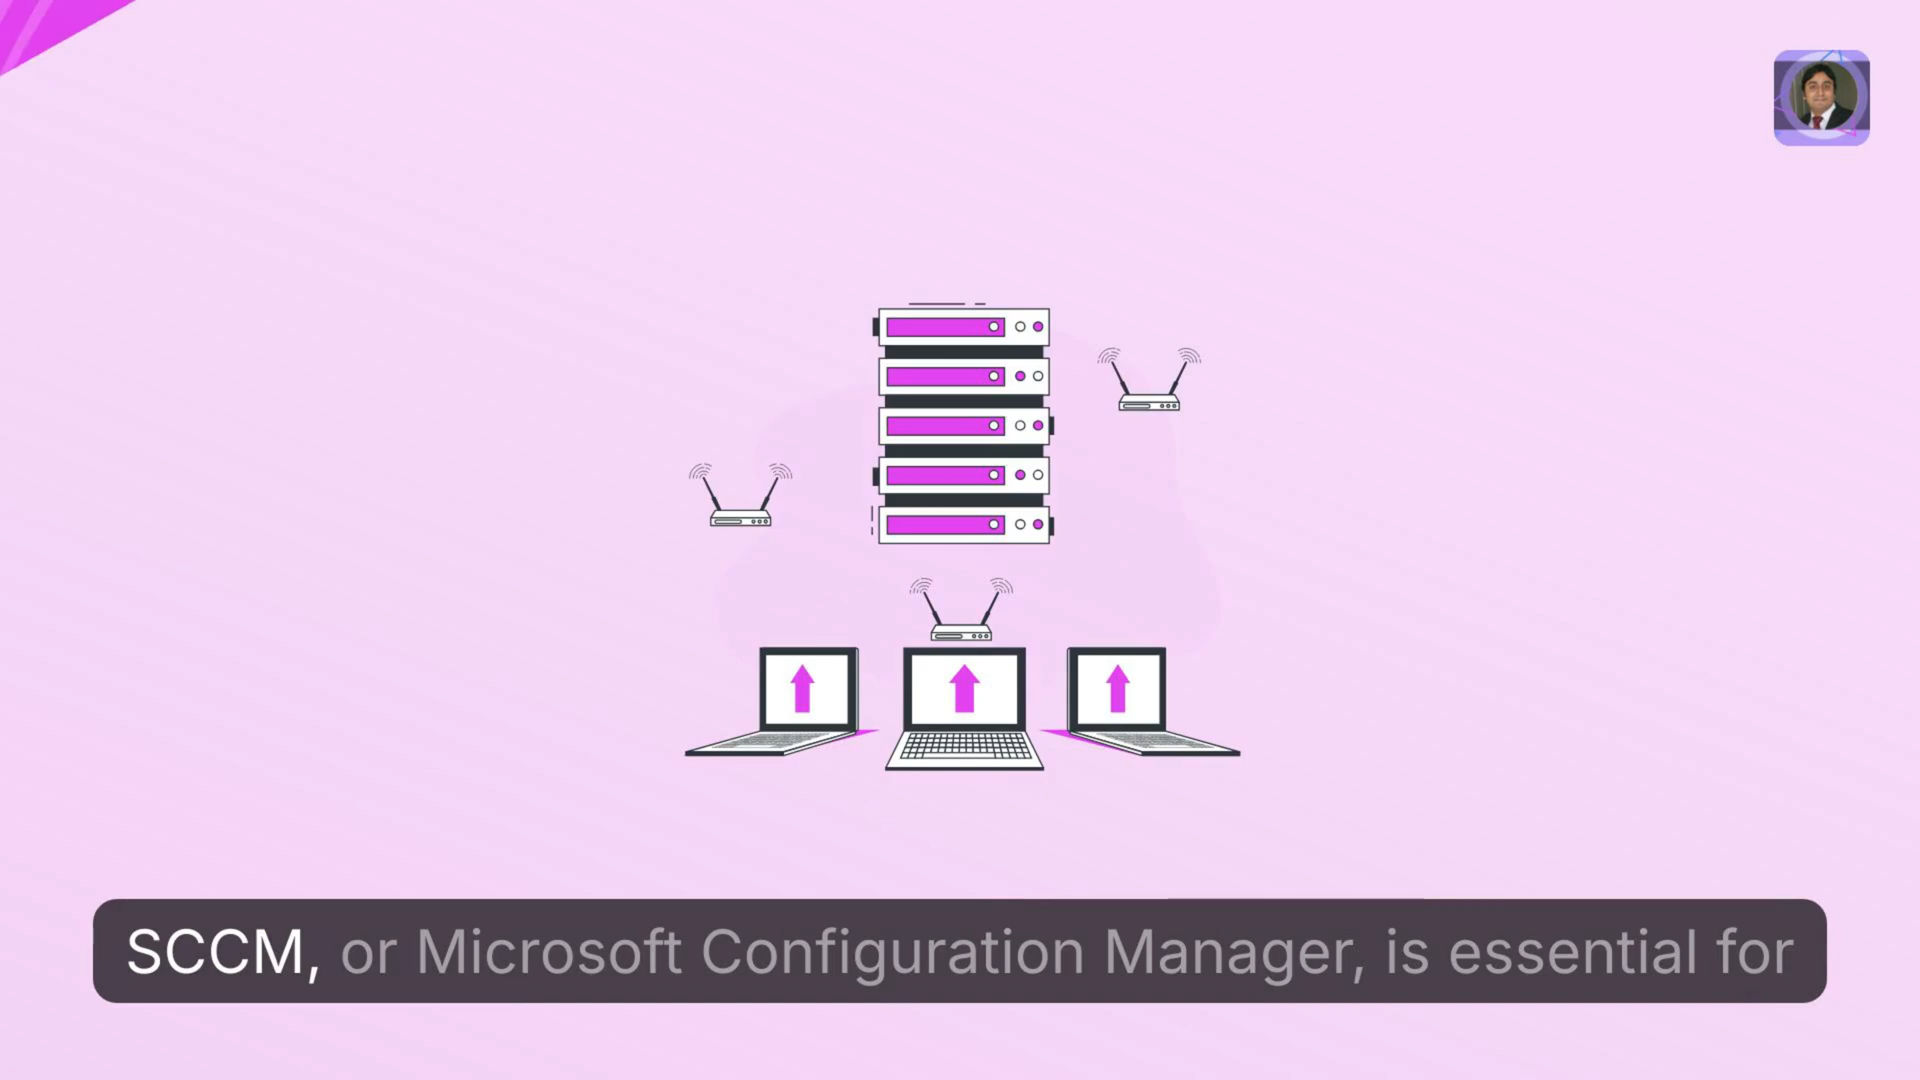 SCCM, or Microsoft Configuration Manager, is essential for